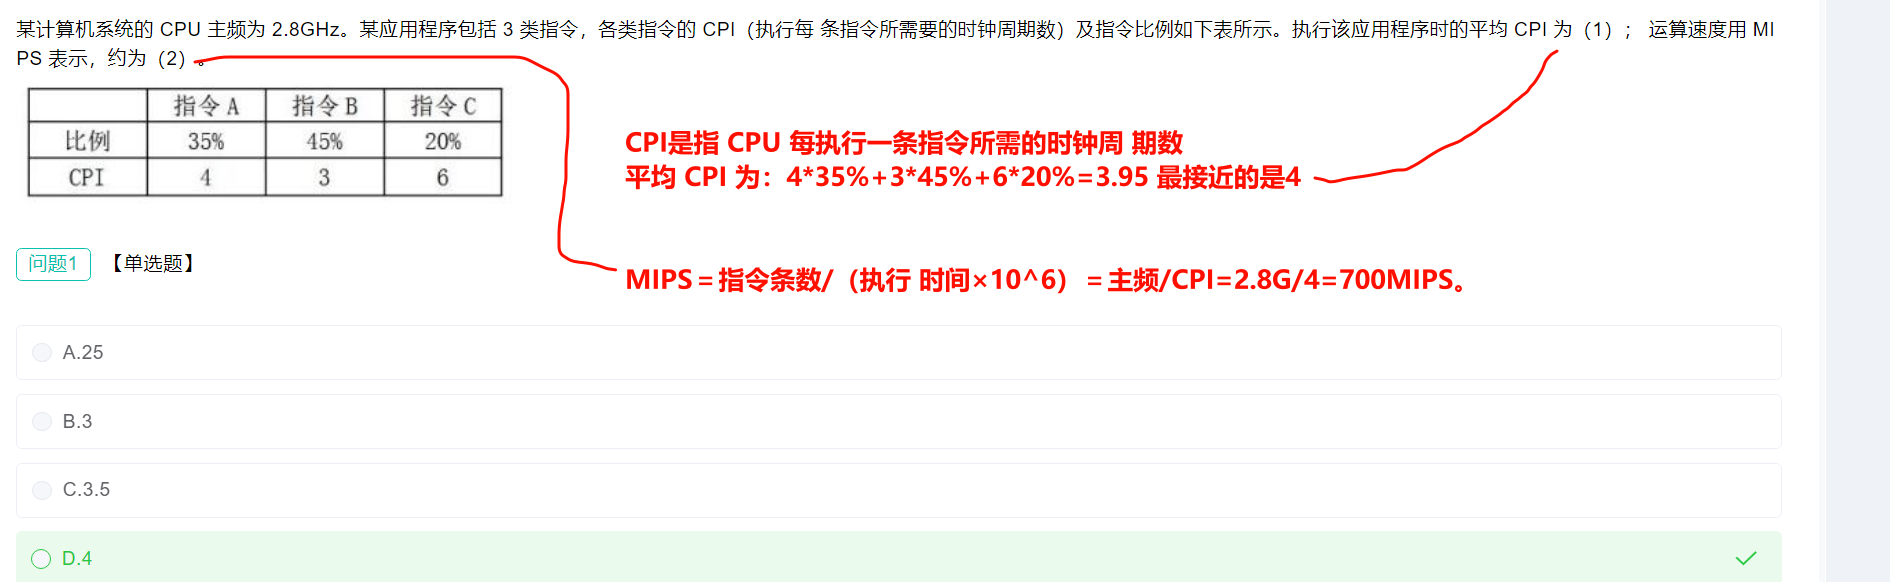 某计算机系统的 CPU 主频为 2.8GHz。某应用程序包括 3 类指令，各类指令的 CPI（执行每 条指令所需要的时钟周期数）及指令比例如下表所示。执行该应用程序时的平均 CPI 为（1）； 运算速度用 MI
PS 表示，约为（2）。
指令 A 指令 B 指令 C
比例 35% 45% 20%
CPI 4 3 6
CPI是指 CPU 每执行一条指令所需的时钟周 期数
平均 CPI 为：4*35%+3*45%+6*20%=3.95 最接近的是4
MIPS＝指令条数/（执行 时间×10^6）＝主频/CPI=2.8G/4=700MIPS。
问题1 【单选题】
A.25
B.3
C.3.5
D.4